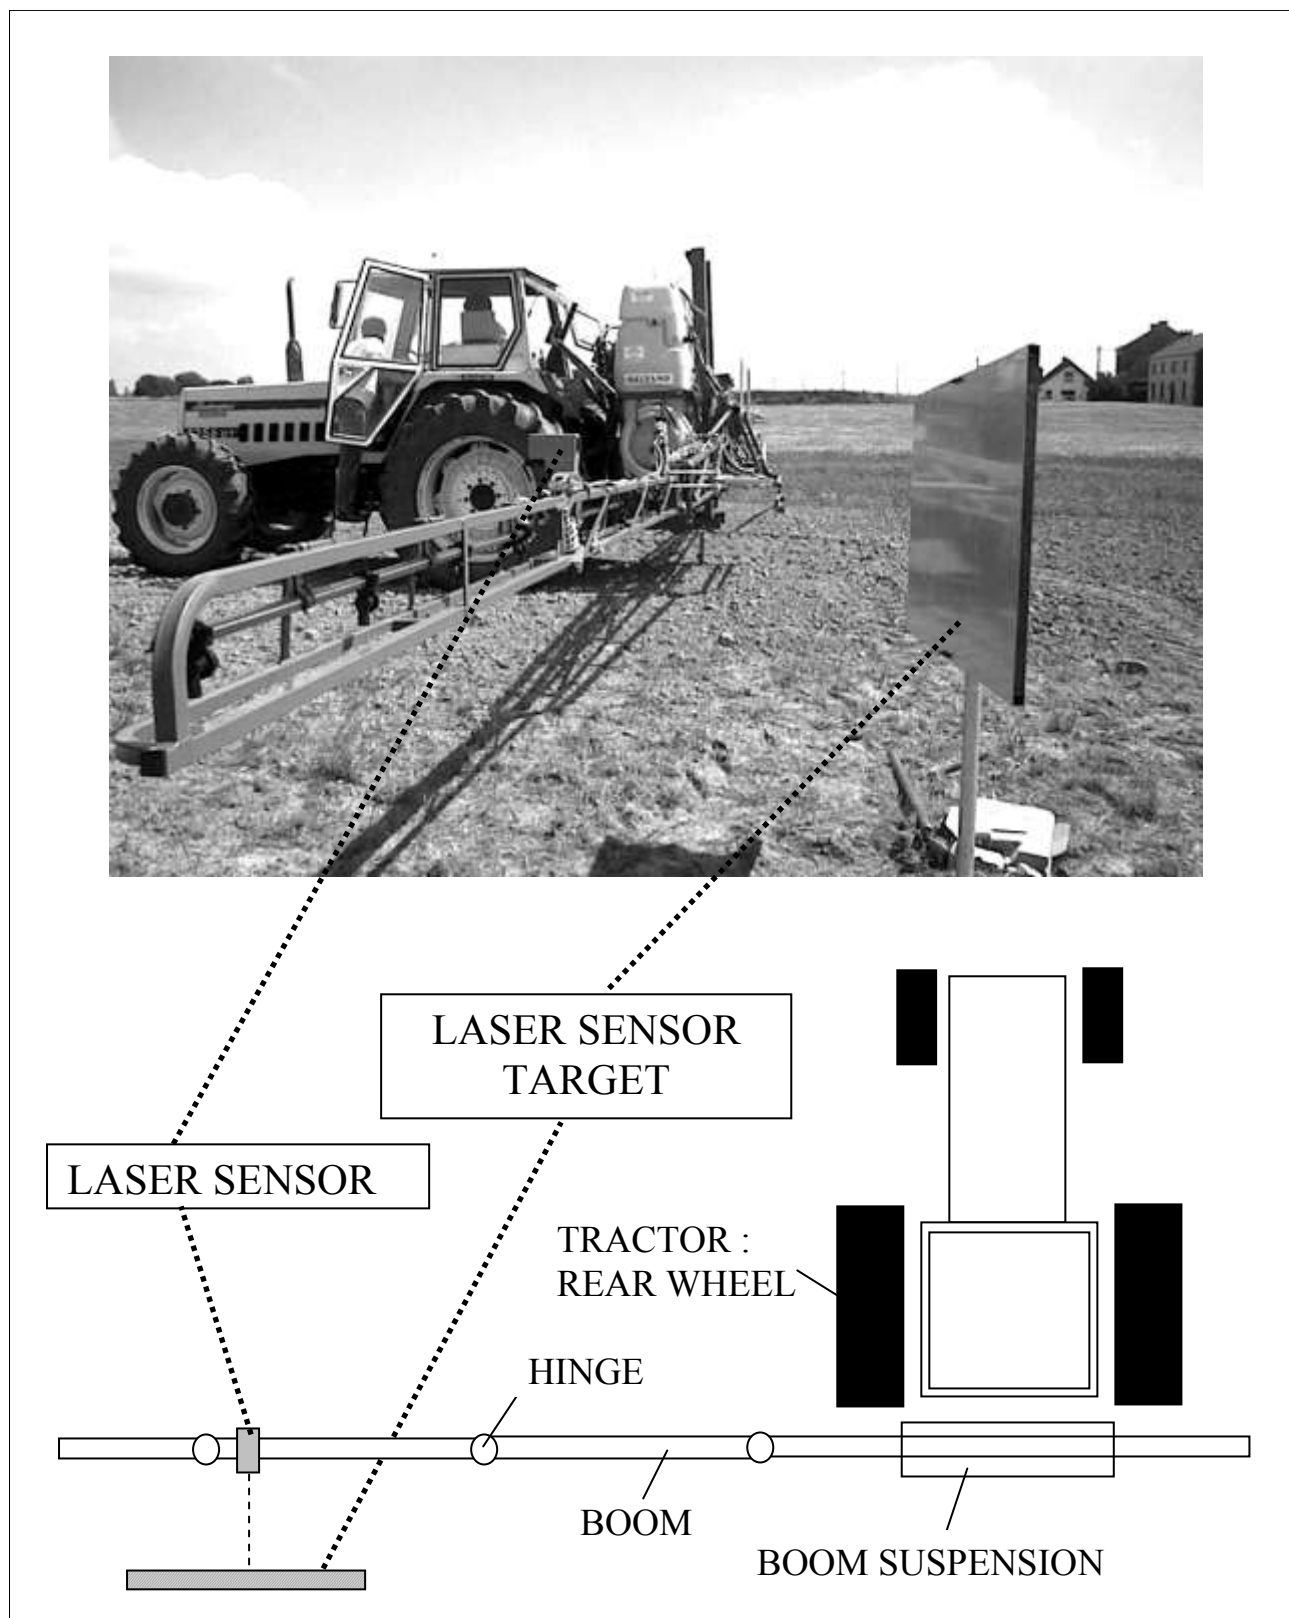 LASER SENSOR
TARGET
LASER SENSOR
TRACTOR :
REAR WHEEL
HINGE
BOOM
BOOM SUSPENSION